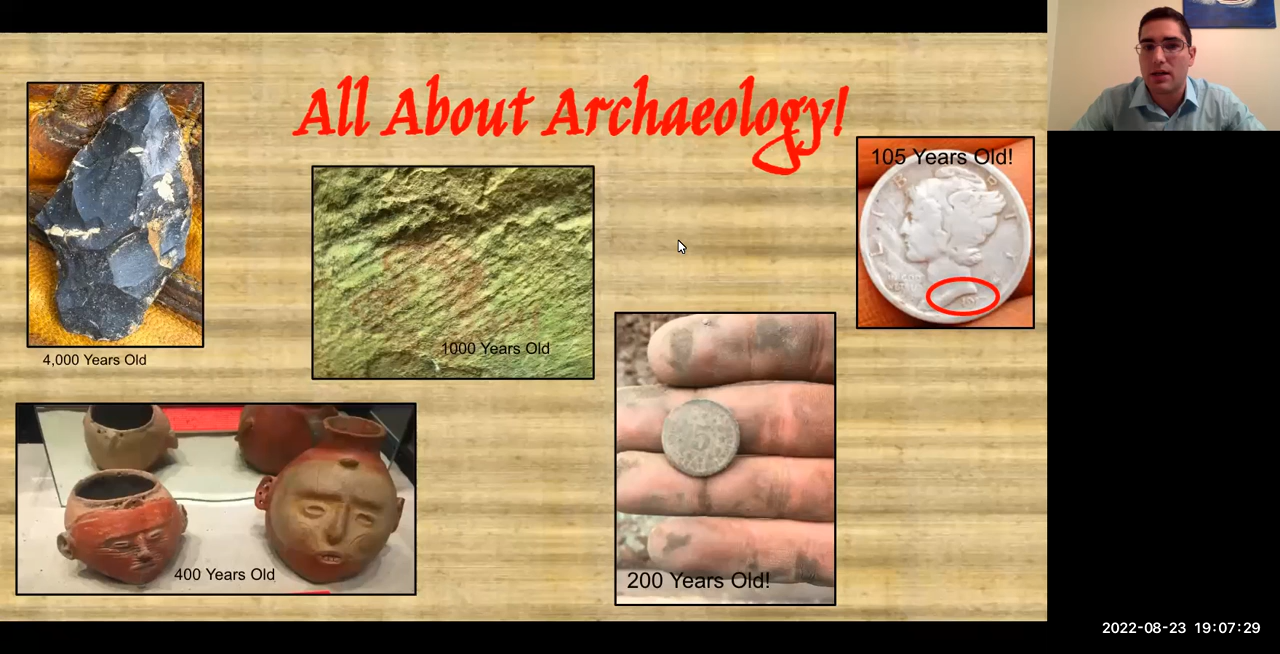 All About Archaeology!
105 Years Old!
1000 Years Old
4,000 Years Old
5
400 Years Old
200 Years Old!
2022-08-23 19:07:29